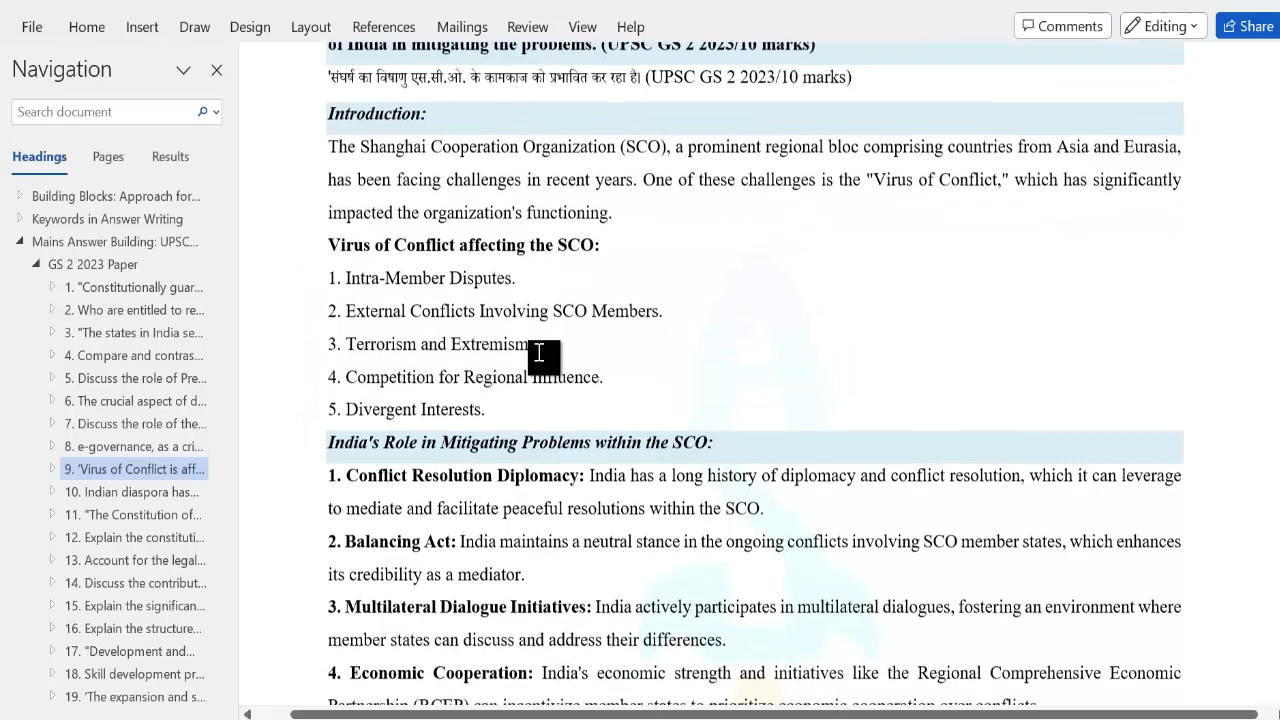 File Home Insert Draw Design Layout References Mailings Review View Help Comments Editing Share
Navigation
Search document
Headings Pages Results
Building Blocks: Approach for...
Keywords in Answer Writing
Mains Answer Building: UPSC...
GS 2 2023 Paper
1. "Constitutionally guar...
2. Who are entitled to re...
3. "The states in India se...
4. Compare and contras...
5. Discuss the role of Pre...
6. The crucial aspect of d...
7. Discuss the role of the...
8. e-governance, as a cri...
9. 'Virus of Conflict is aff...
10. Indian diaspora has...
11. "The Constitution of...
12. Explain the constituti...
13. Account for the legal...
14. Discuss the contribut...
15. Explain the significan...
16. Explain the structure...
17. "Development and...
18. Skill development pr...
19. 'The expansion and s...
of India in mitigating the problems. (UPSC GS 2 2023/10 marks)
'संघर्ष का विषाणु एस.सी.ओ. के कामकाज को प्रभावित कर रहा है। (UPSC GS 2 2023/10 marks)
Introduction:
The Shanghai Cooperation Organization (SCO), a prominent regional bloc comprising countries from Asia and Eurasia,
has been facing challenges in recent years. One of these challenges is the "Virus of Conflict," which has significantly
impacted the organization's functioning.
Virus of Conflict affecting the SCO:
1. Intra-Member Disputes.
2. External Conflicts Involving SCO Members.
3. Terrorism and Extremism
4. Competition for Regional Influence.
5. Divergent Interests.
India's Role in Mitigating Problems within the SCO:
1. Conflict Resolution Diplomacy: India has a long history of diplomacy and conflict resolution, which it can leverage
to mediate and facilitate peaceful resolutions within the SCO.
2. Balancing Act: India maintains a neutral stance in the ongoing conflicts involving SCO member states, which enhances
its credibility as a mediator.
3. Multilateral Dialogue Initiatives: India actively participates in multilateral dialogues, fostering an environment where
member states can discuss and address their differences.
4. Economic Cooperation: India's economic strength and initiatives like the Regional Comprehensive Economic
Partnership (RCEP) can incentivize member states to prioritize economic cooperation over conflicts.